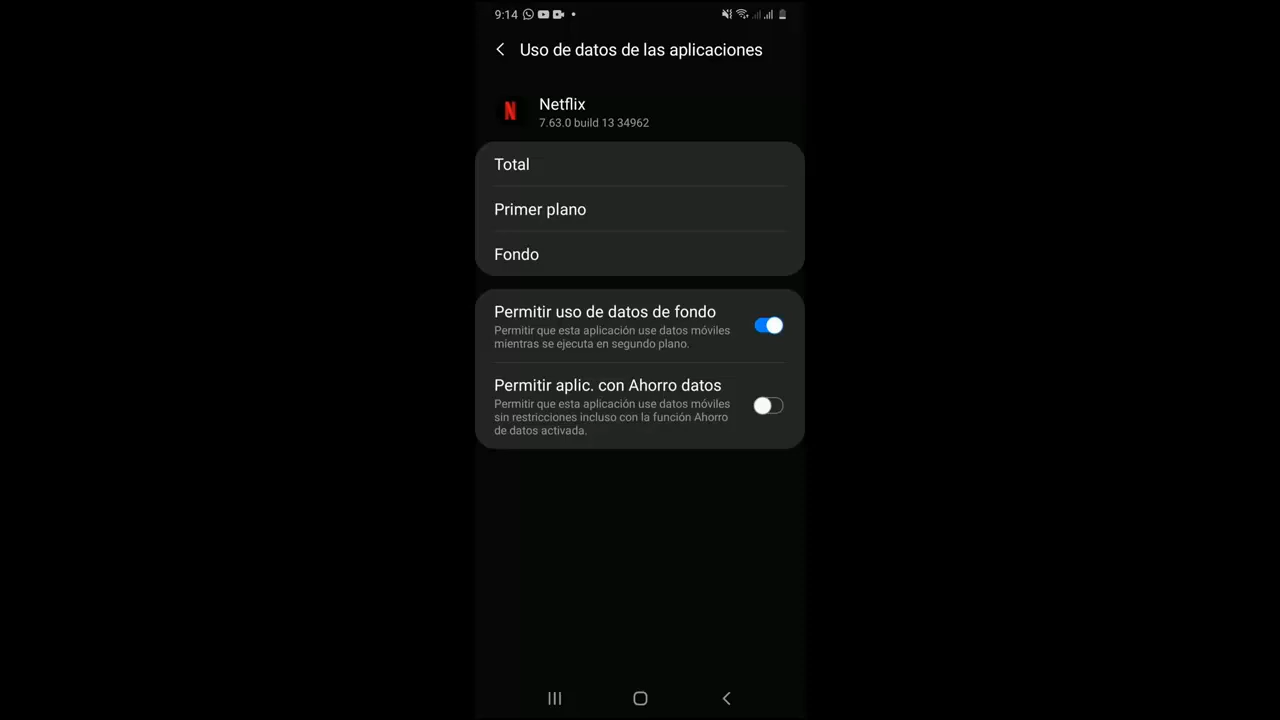 9:14
Uso de datos de las aplicaciones
N
Netflix
7.63.0 build 13 34962
Total
Primer plano
Fondo
Permitir uso de datos de fondo
Permitir que esta aplicación use datos móviles
mientras se ejecuta en segundo plano.
Permitir aplic. con Ahorro datos
Permitir que esta aplicación use datos móviles
sin restricciones incluso con la función Ahorro
de datos activada.